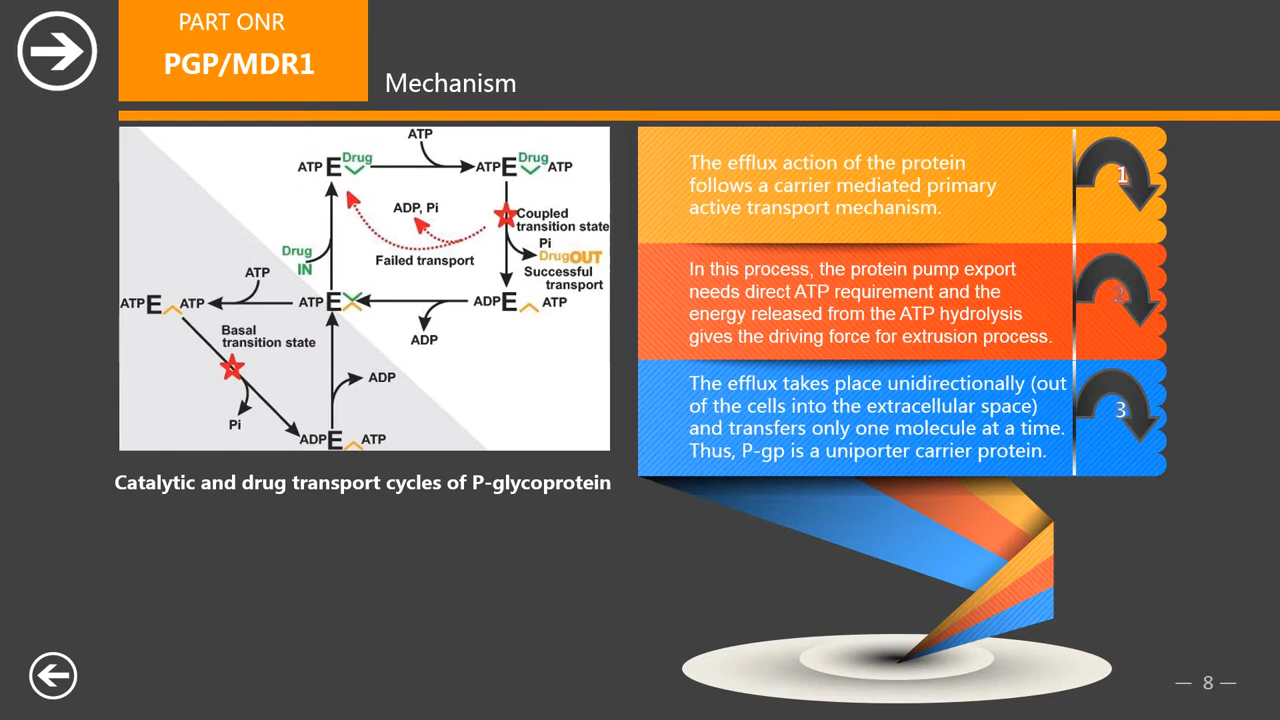 PART ONR
PGP/MDR1
Mechanism
ATP
ATP E Drug
ATP E Drug ATP
ADP, Pi
Coupled
transition state
Pi
Drug OUT
Failed transport
Successful
transport
Drug
IN
ATP
ATP E ATP
ATP E
ADP E ATP
ADP
Basal
transition state
ADP
Pi
ADP E ATP
Catalytic and drug transport cycles of P-glycoprotein
The efflux action of the protein
follows a carrier mediated primary
active transport mechanism.
1
In this process, the protein pump export
needs direct ATP requirement and the
energy released from the ATP hydrolysis
gives the driving force for extrusion process.
2
The efflux takes place unidirectionally (out
of the cells into the extracellular space)
and transfers only one molecule at a time.
Thus, P-gp is a uniporter carrier protein.
3
— 8 —